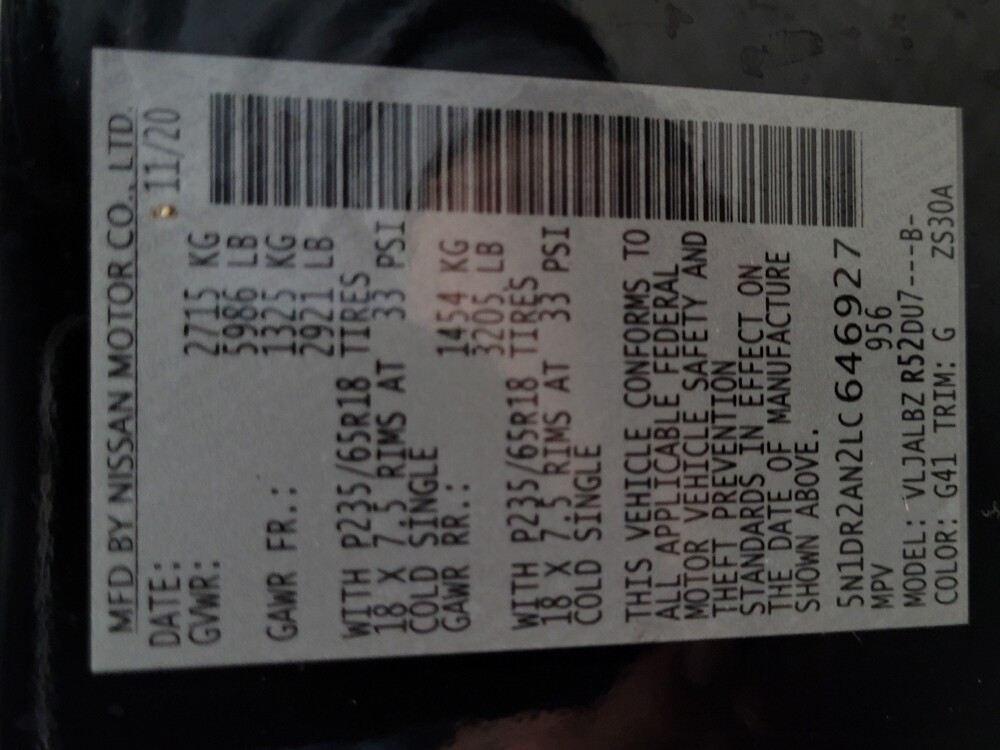 MFD BY NISSAN MOTOR CO., LTD.
DATE: 11/20
GVWR: 2715 KG
5986 LB
GAWR FR.: 1325 KG
2921 LB
WITH P235/65R18 TIRES
18 X 7.5 RIMS AT 33 PSI
COLD SINGLE
GAWR RR.: 1454 KG
3205 LB
WITH P235/65R18 TIRES
18 X 7.5 RIMS AT 33 PSI
COLD SINGLE
THIS VEHICLE CONFORMS TO
ALL APPLICABLE FEDERAL
MOTOR VEHICLE SAFETY AND
THEFT PREVENTION
STANDARDS IN EFFECT ON
THE DATE OF MANUFACTURE
SHOWN ABOVE.
5N1DR2AN2LC646927
MPV 956
MODEL: VLJALBZ R52DU7---B-
COLOR: G41 TRIM: G ZS30A